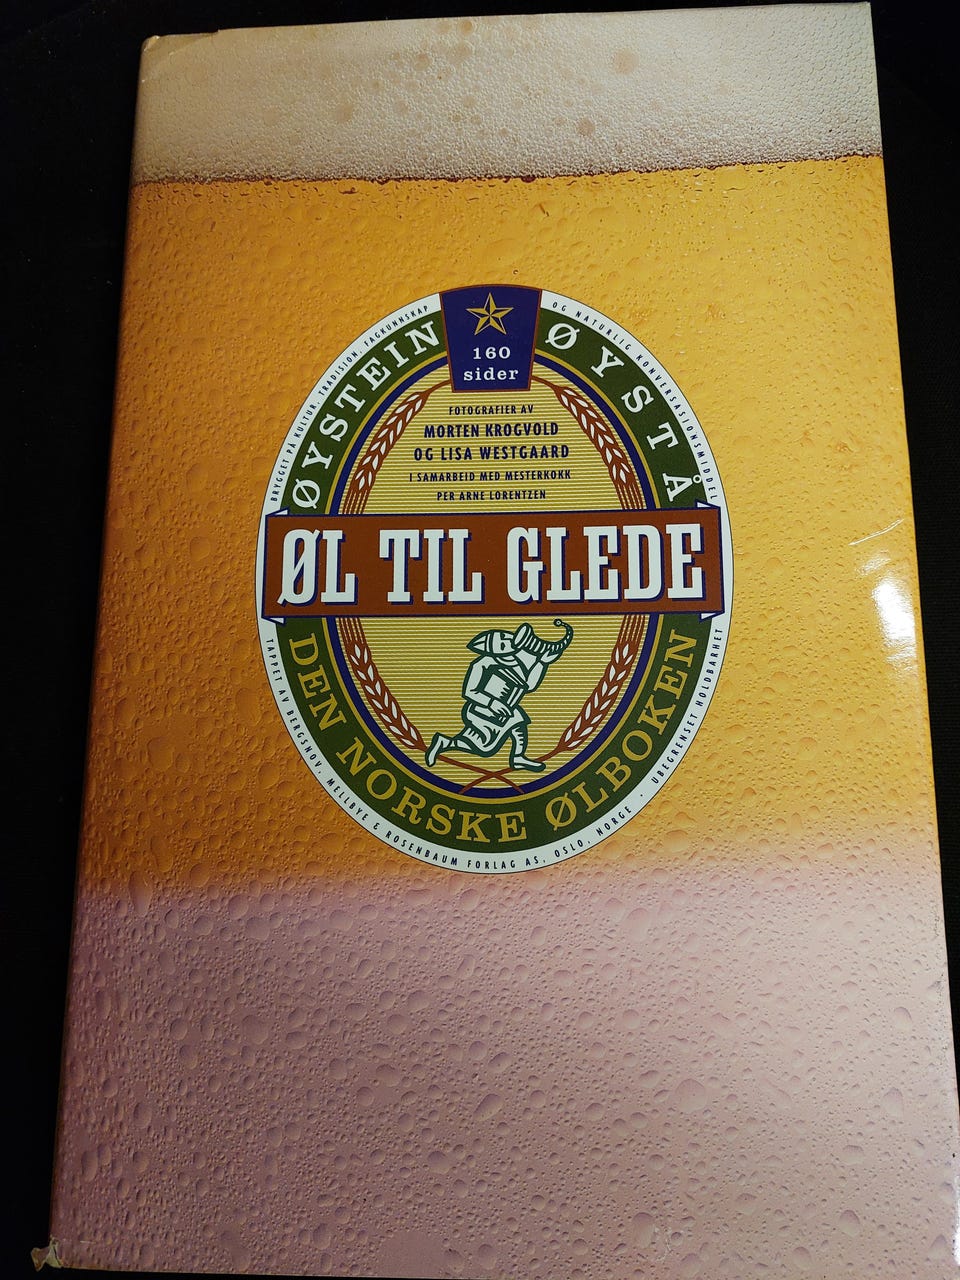 BRYGGET PÅ KULTUR, TRADISJON, FAGKUNNSKAP
OG NATURLIG KONVERSASJONSMIDDEL
ØYSTEIN ØYSTÅ
160
sider
FOTOGRAFIER AV
MORTEN KROGVOLD
OG LISA WESTGAARD
I SAMARBEID MED MESTERKOKK
PER ARNE LORENTZEN
ØL TIL GLEDE
DEN NORSKE ØLBOKEN
TAPPET AV BERGSHOV, MELLBYE & ROSENBAUM FORLAG AS, OSLO, NORGE · UBEGRENSET HOLDBARHET